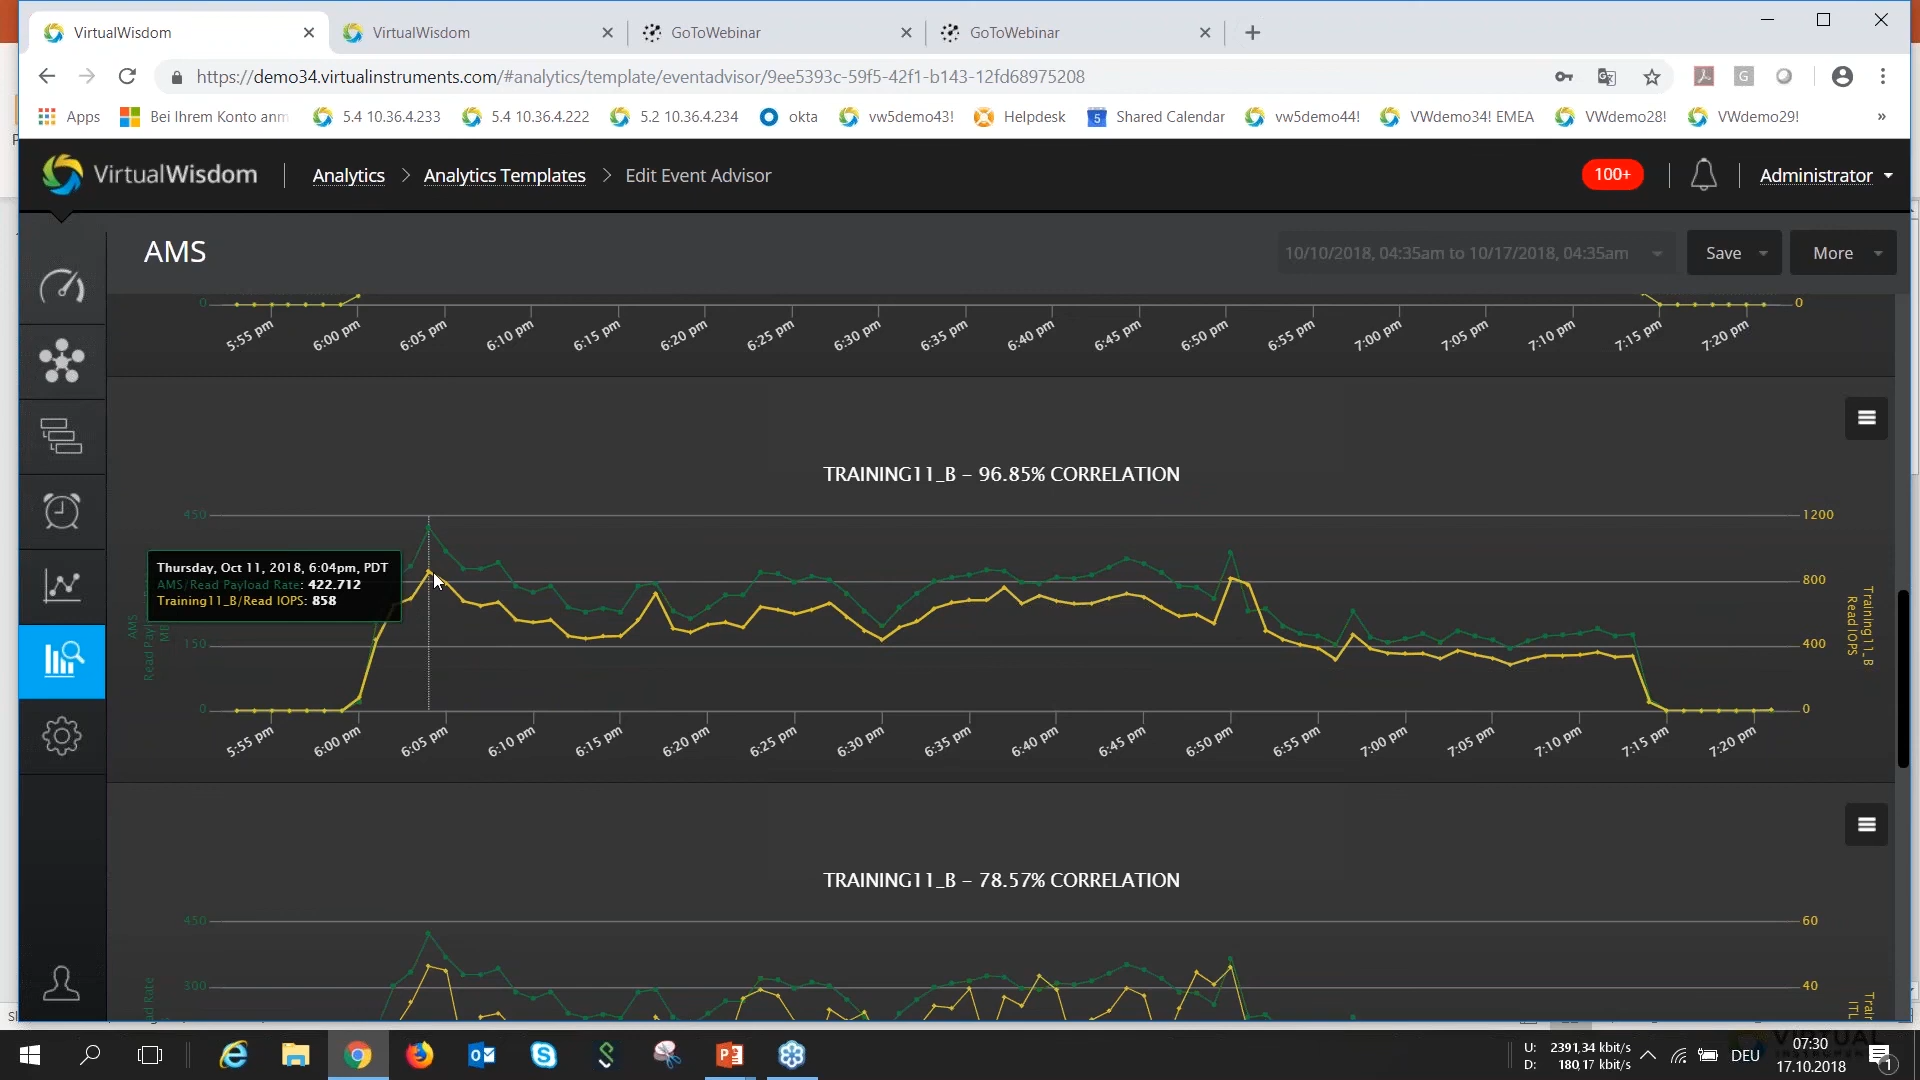 VirtualWisdom
VirtualWisdom
GoToWebinar
GoToWebinar
https://demo34.virtualinstruments.com/#analytics/template/eventadvisor/9ee5393c-59f5-42f1-b143-12fd68975208
Apps
Bei Ihrem Konto anm
5.4 10.36.4.233
5.4 10.36.4.222
5.2 10.36.4.234
okta
vw5demo43!
Helpdesk
5
Shared Calendar
vw5demo44!
VWdemo34! EMEA
VWdemo28!
VWdemo29!
»
VirtualWisdom
Analytics > Analytics Templates > Edit Event Advisor
100+
Administrator
AMS
10/10/2018, 04:35am to 10/17/2018, 04:35am
Save
More
0
0
5:55 pm 6:00 pm 6:05 pm 6:10 pm 6:15 pm 6:20 pm 6:25 pm 6:30 pm 6:35 pm 6:40 pm 6:45 pm 6:50 pm 6:55 pm 7:00 pm 7:05 pm 7:10 pm 7:15 pm 7:20 pm
TRAINING11_B – 96.85% CORRELATION
450
1200
Thursday, Oct 11, 2018, 6:04pm, PDT
AMS/Read Payload Rate: 422.712
Training11_B/Read IOPS: 858
800
150
400
0
0
AMS
Read Payl
MB
Training11_B
Read IOPS
5:55 pm 6:00 pm 6:05 pm 6:10 pm 6:15 pm 6:20 pm 6:25 pm 6:30 pm 6:35 pm 6:40 pm 6:45 pm 6:50 pm 6:55 pm 7:00 pm 7:05 pm 7:10 pm 7:15 pm 7:20 pm
TRAINING11_B – 78.57% CORRELATION
450
60
300
40
d Rate
Train
ITL
U: 2391,34 kbit/s
D: 180,17 kbit/s
DEU
07:30
17.10.2018
1